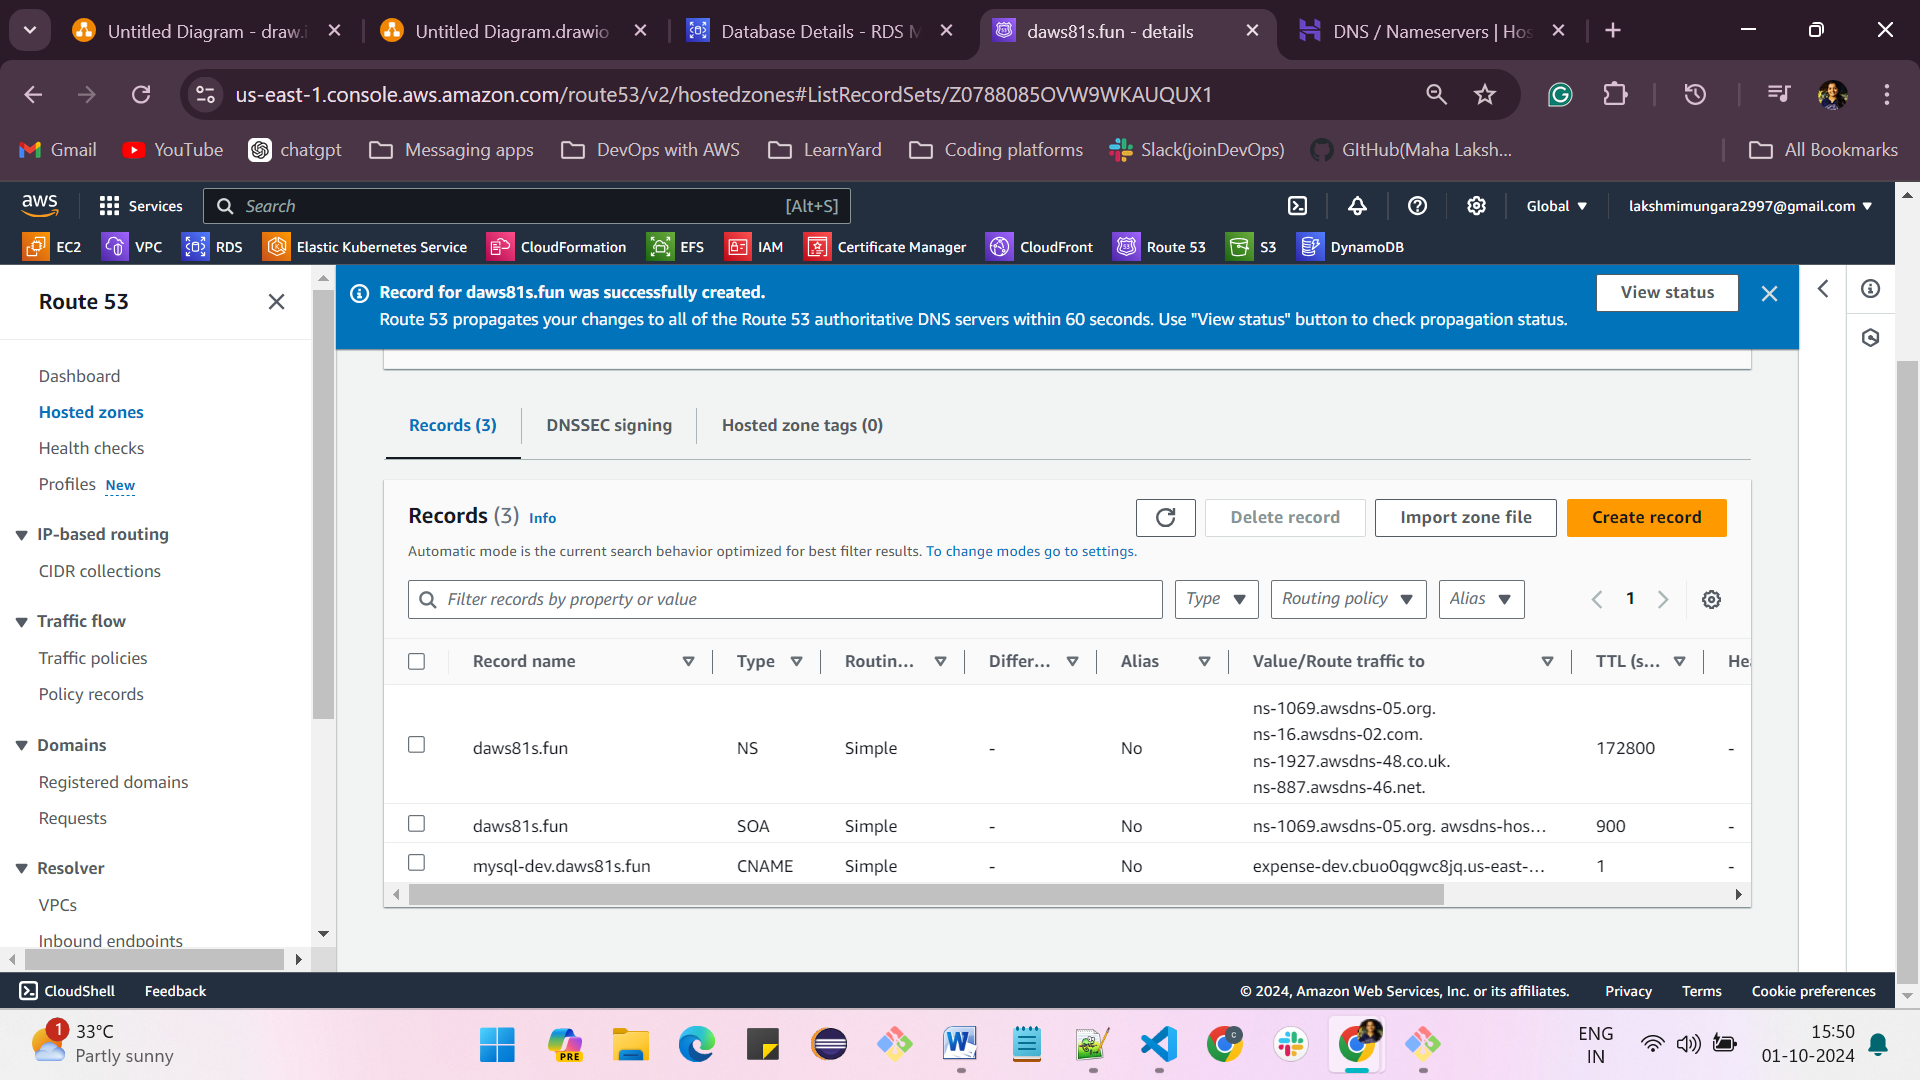 Untitled Diagram - draw.i
Untitled Diagram.drawio
Database Details - RDS M
daws81s.fun - details
DNS / Nameservers | Hos
us-east-1.console.aws.amazon.com/route53/v2/hostedzones#ListRecordSets/Z0788085OVW9WKAUQUX1
Gmail YouTube chatgpt Messaging apps DevOps with AWS LearnYard Coding platforms Slack(joinDevOps) GItHub(Maha Laksh... All Bookmarks
aws Services Search [Alt+S] Global lakshmimungara2997@gmail.com
EC2 VPC RDS Elastic Kubernetes Service CloudFormation EFS IAM Certificate Manager CloudFront Route 53 S3 DynamoDB
Route 53
Dashboard
Hosted zones
Health checks
Profiles New
IP-based routing
CIDR collections
Traffic flow
Traffic policies
Policy records
Domains
Registered domains
Requests
Resolver
VPCs
Inbound endpoints
Record for daws81s.fun was successfully created.
Route 53 propagates your changes to all of the Route 53 authoritative DNS servers within 60 seconds. Use "View status" button to check propagation status.
View status
Records (3) DNSSEC signing Hosted zone tags (0)
Records (3) Info
Delete record Import zone file Create record
Automatic mode is the current search behavior optimized for best filter results. To change modes go to settings.
Filter records by property or value Type Routing policy Alias 1
Record name Type Routin... Differ... Alias Value/Route traffic to TTL (s... He
daws81s.fun NS Simple - No ns-1069.awsdns-05.org. 172800 -
ns-16.awsdns-02.com.
ns-1927.awsdns-48.co.uk.
ns-887.awsdns-46.net.
daws81s.fun SOA Simple - No ns-1069.awsdns-05.org. awsdns-hos... 900 -
mysql-dev.daws81s.fun CNAME Simple - No expense-dev.cbuo0qgwc8jq.us-east-... 1 -
CloudShell Feedback © 2024, Amazon Web Services, Inc. or its affiliates. Privacy Terms Cookie preferences
1 33°C
Partly sunny
PRE
C
ENG
IN
15:50
01-10-2024